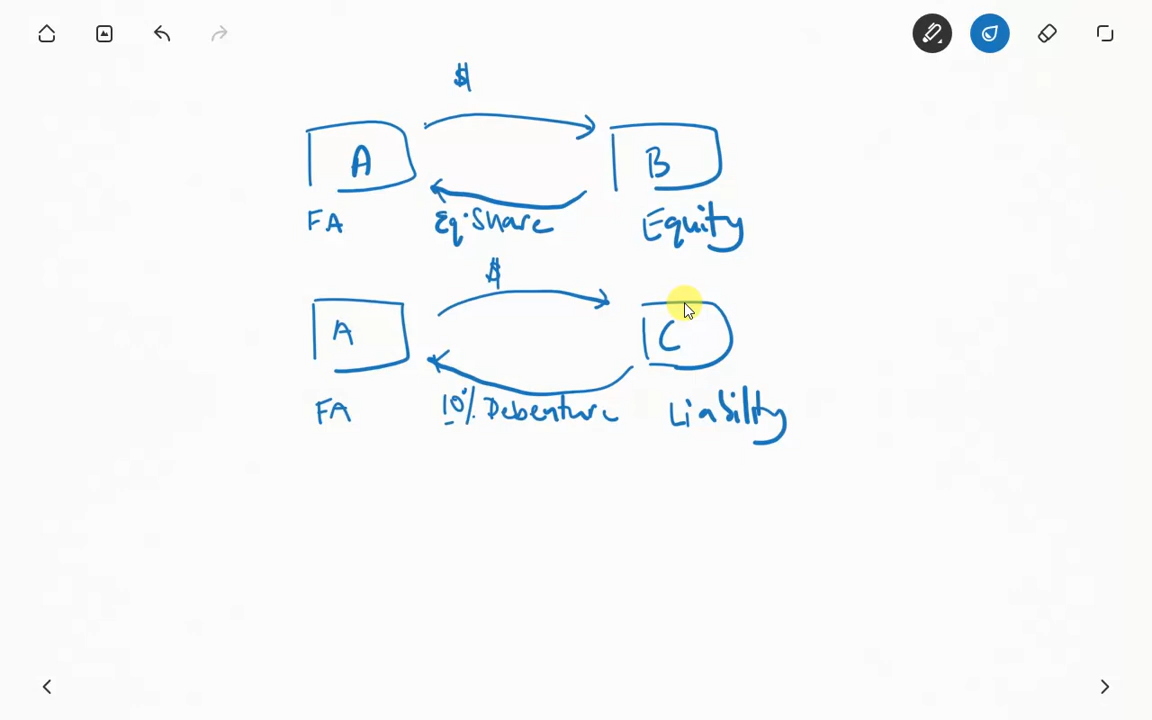 $
A B
FA Eq. Share Equity
$
A C
FA 10% Debenture Liability